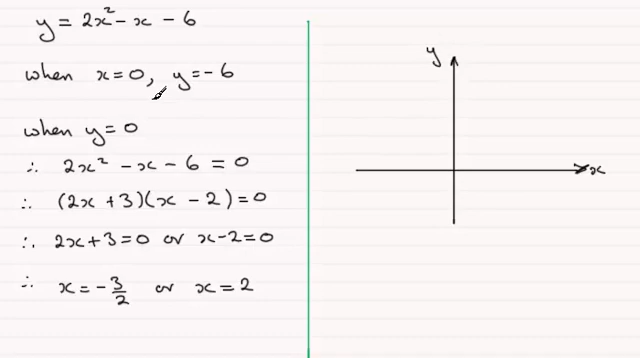 y = 2x² - x - 6
when x = 0, y = -6
when y = 0
∴ 2x² - x - 6 = 0
∴ (2x + 3)(x - 2) = 0
∴ 2x + 3 = 0 or x - 2 = 0
∴ x = -3/2 or x = 2
y
x